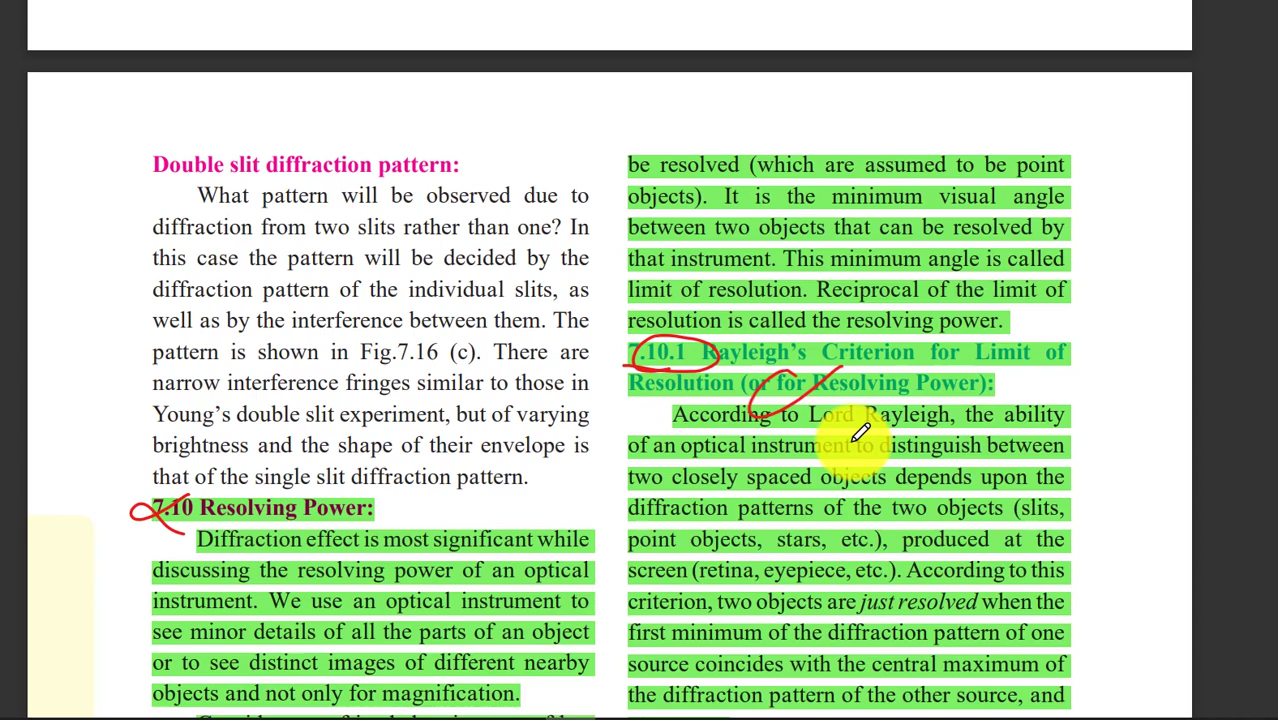 Double slit diffraction pattern:
What pattern will be observed due to
diffraction from two slits rather than one? In
this case the pattern will be decided by the
diffraction pattern of the individual slits, as
well as by the interference between them. The
pattern is shown in Fig.7.16 (c). There are
narrow interference fringes similar to those in
Young's double slit experiment, but of varying
brightness and the shape of their envelope is
that of the single slit diffraction pattern.
7.10 Resolving Power:
Diffraction effect is most significant while
discussing the resolving power of an optical
instrument. We use an optical instrument to
see minor details of all the parts of an object
or to see distinct images of different nearby
objects and not only for magnification.
be resolved (which are assumed to be point
objects). It is the minimum visual angle
between two objects that can be resolved by
that instrument. This minimum angle is called
limit of resolution. Reciprocal of the limit of
resolution is called the resolving power.
7.10.1 Rayleigh's Criterion for Limit of
Resolution (or for Resolving Power):
According to Lord Rayleigh, the ability
of an optical instrument to distinguish between
two closely spaced objects depends upon the
diffraction patterns of the two objects (slits,
point objects, stars, etc.), produced at the
screen (retina, eyepiece, etc.). According to this
criterion, two objects are just resolved when the
first minimum of the diffraction pattern of one
source coincides with the central maximum of
the diffraction pattern of the other source, and